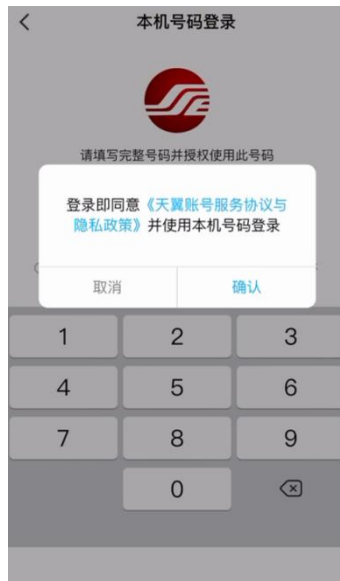 本机号码登录
请填写完整号码并授权使用此号码
登录即同意《天翼账号服务协议与
隐私政策》并使用本机号码登录
取消 确认
1 2 3
4 5 6
7 8 9
0